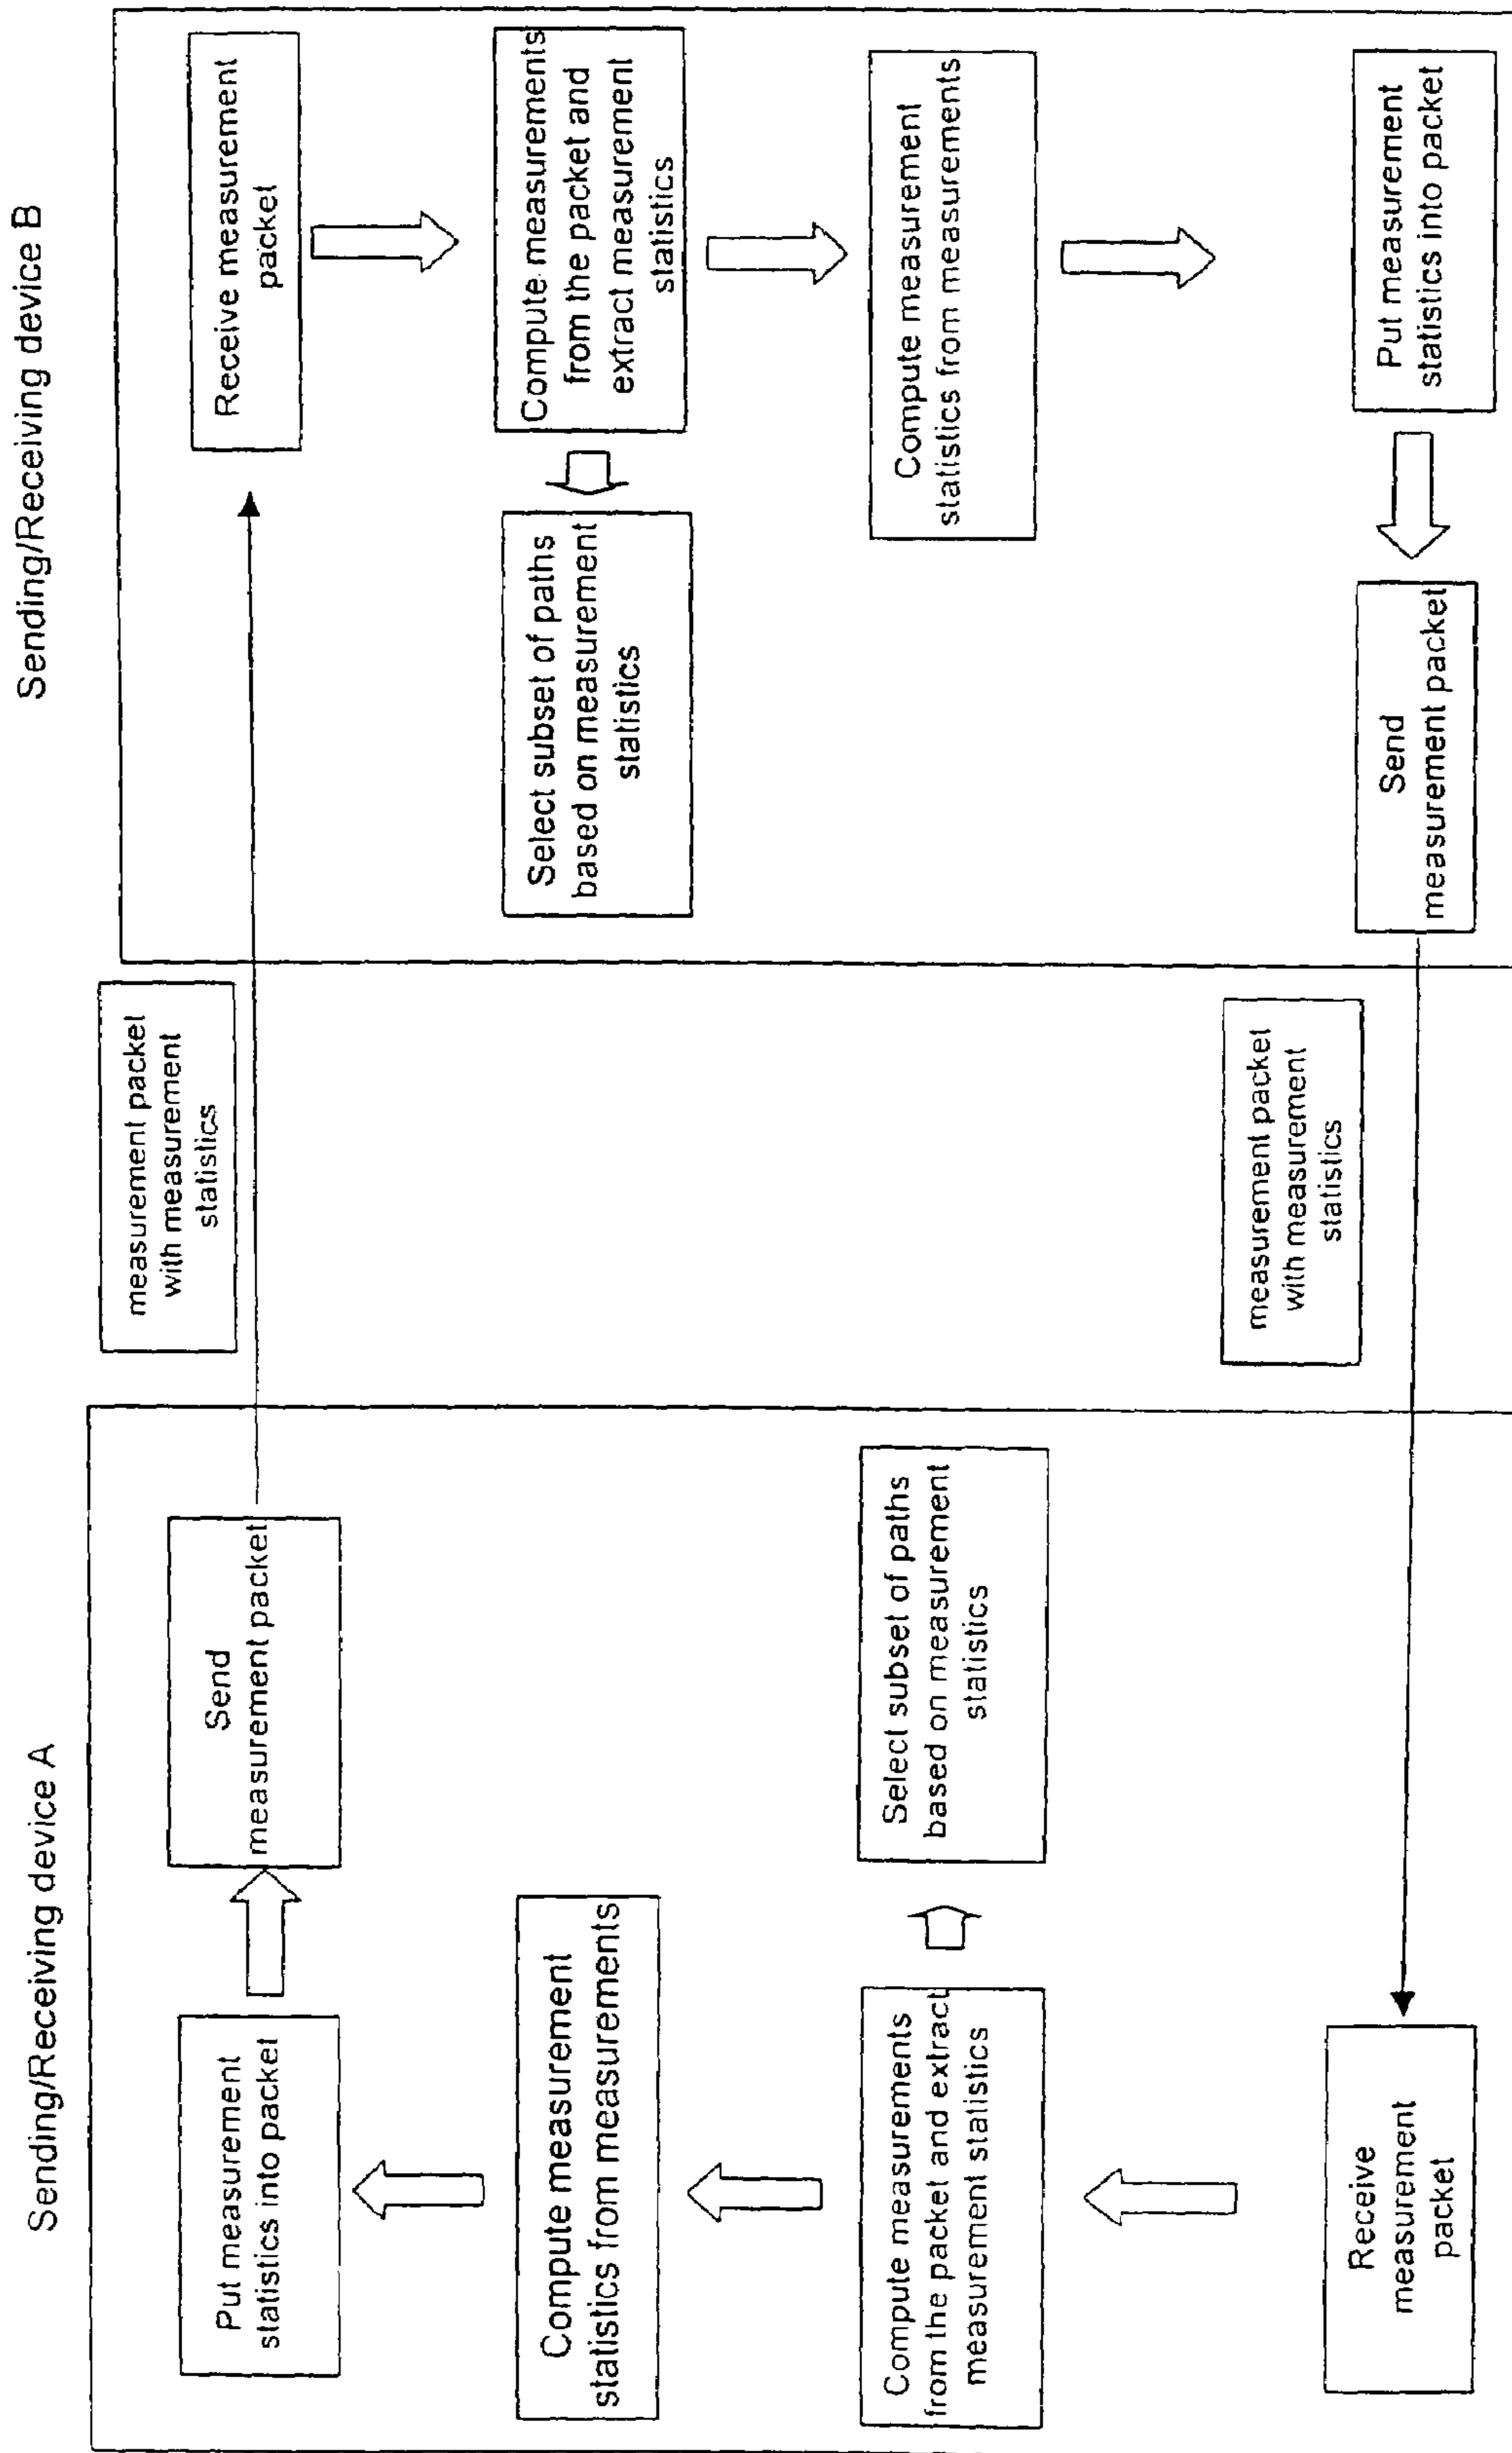 Sending/Receiving device A
Put measurement
statistics into packet
Send
measurement packet
Compute measurement
statistics from measurements
Compute measurements
from the packet and extract
measurement statistics
Select subset of paths
based on measurement
statistics
Receive
measurement
packet
measurement packet
with measurement
statistics
measurement packet
with measurement
statistics
Sending/Receiving device B
Receive measurement
packet
Compute measurements
from the packet and
extract measurement
statistics
Select subset of paths
based on measurement
statistics
Compute measurement
statistics from measurements
Put measurement
statistics into packet
Send
measurement packet